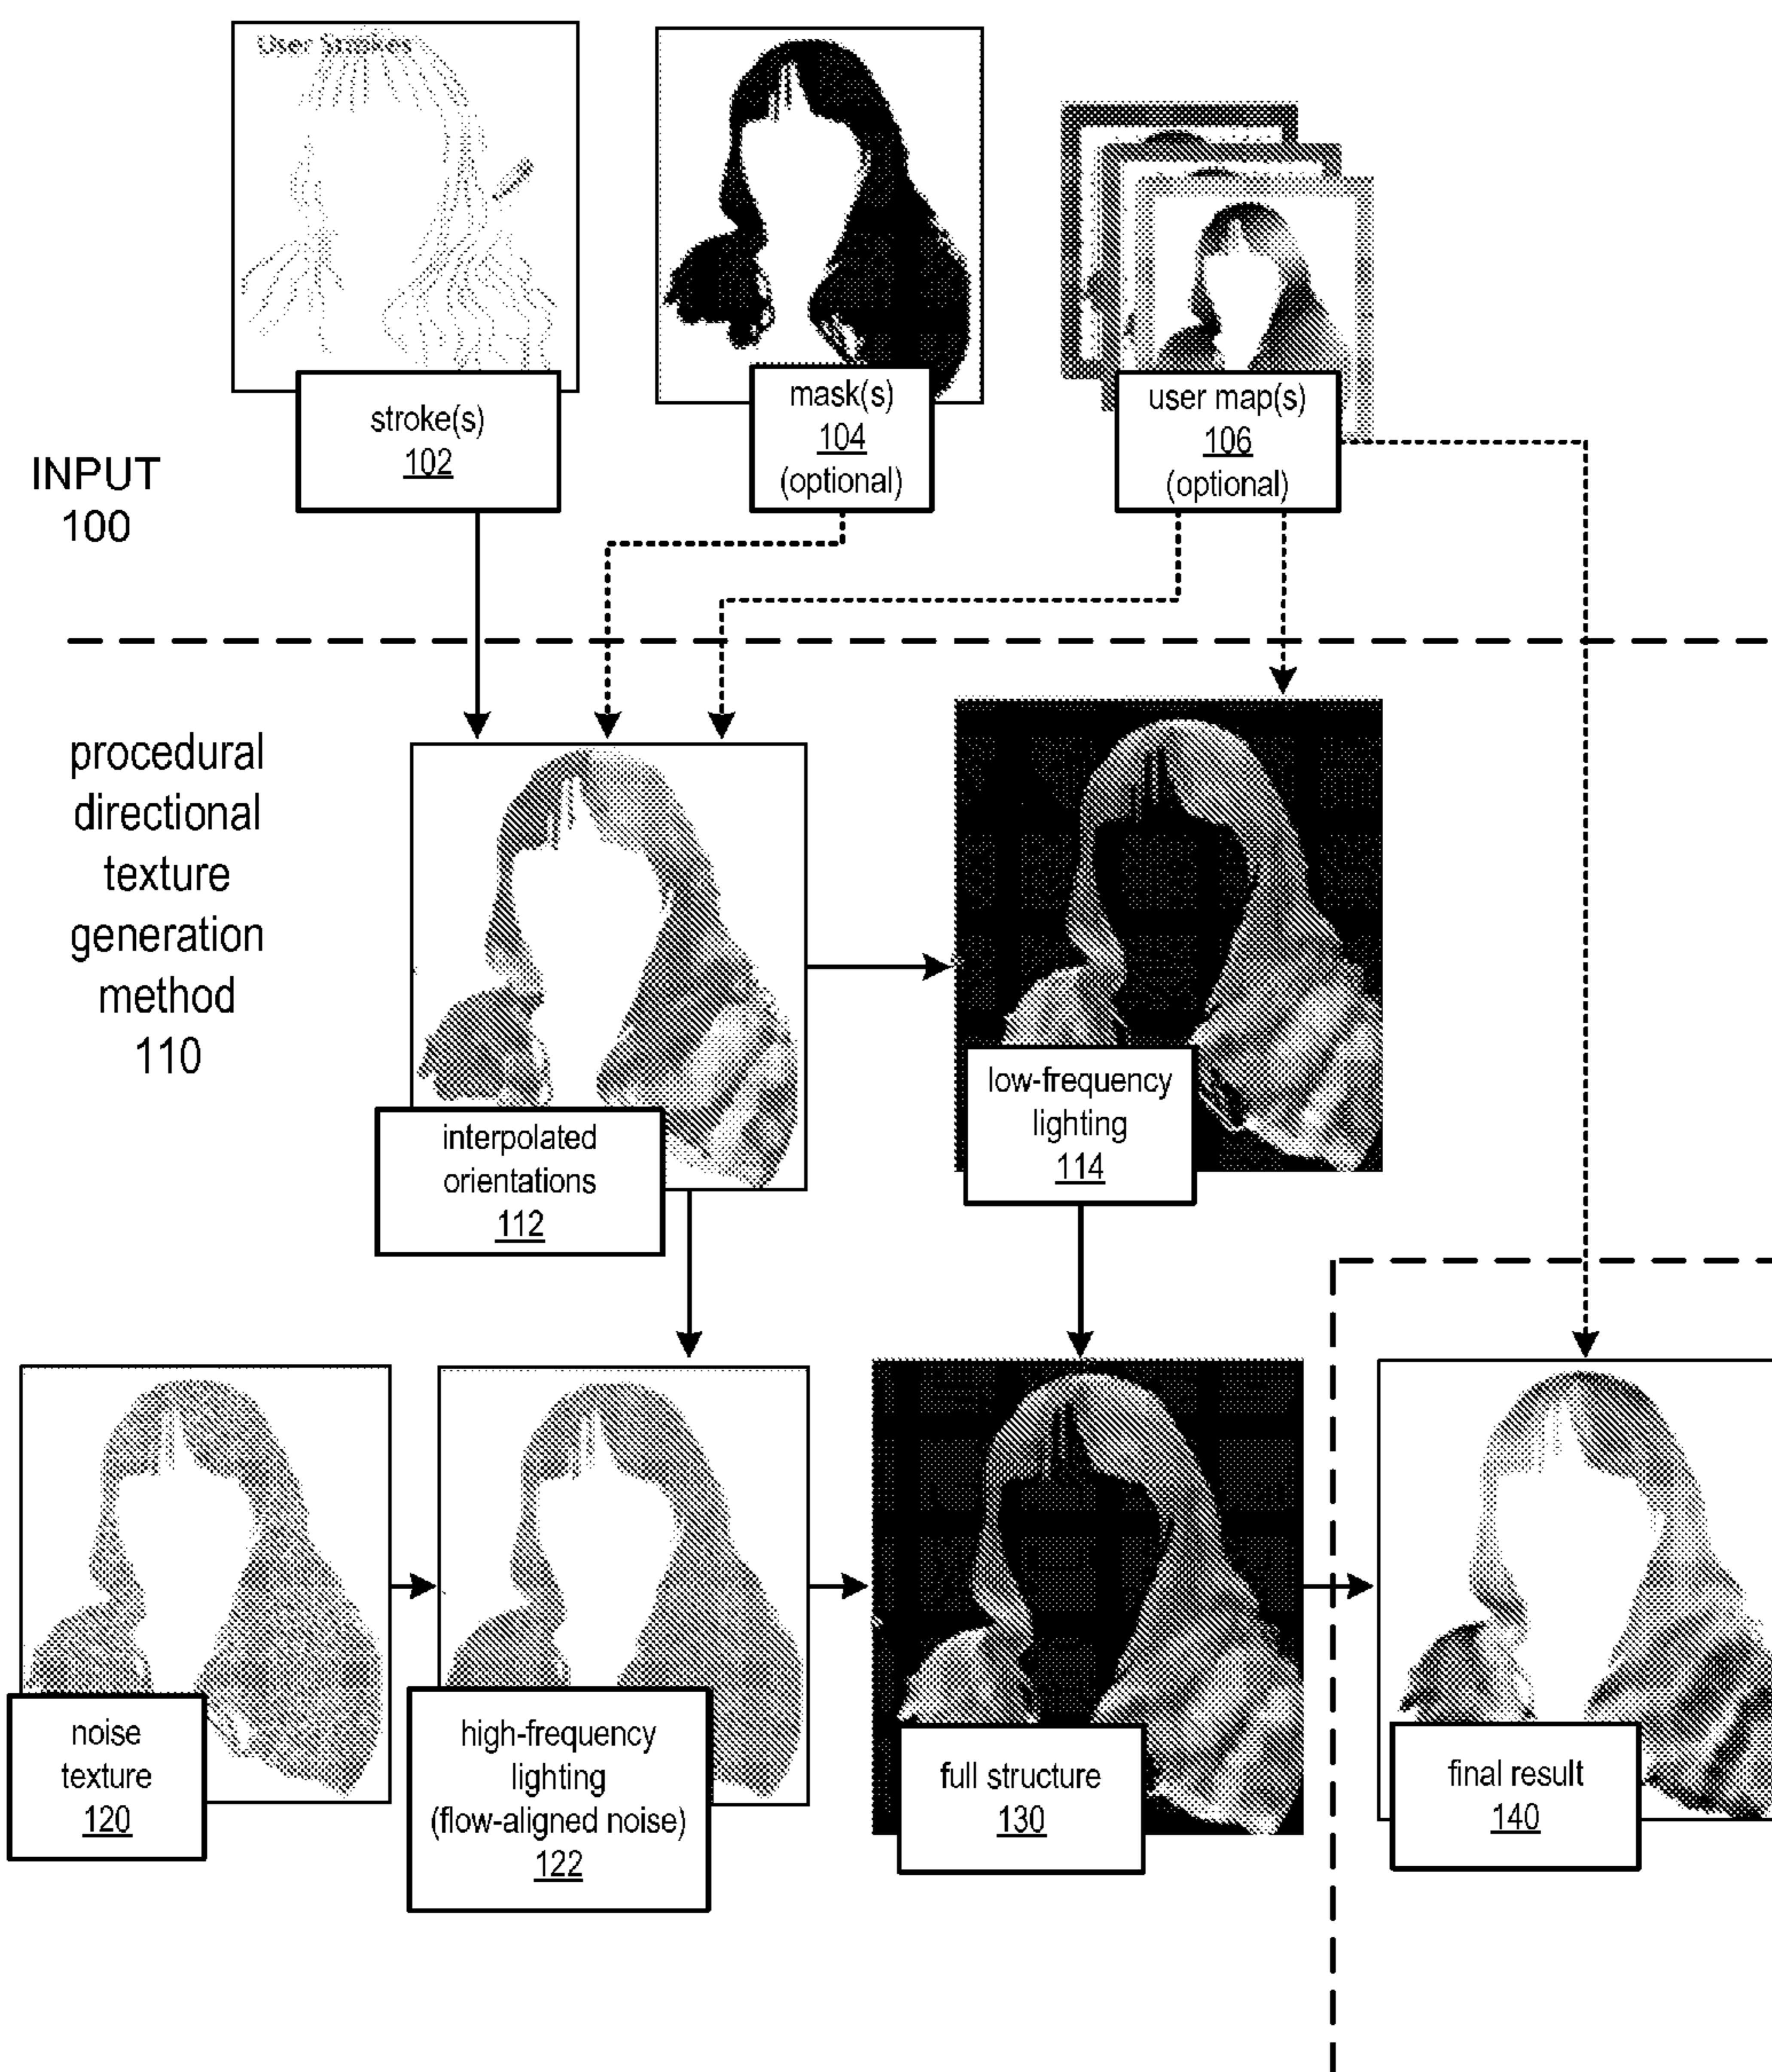 User Strokes
stroke(s)
102
mask(s)
104
(optional)
user map(s)
106
(optional)
INPUT
100
procedural
directional
texture
generation
method
110
interpolated
orientations
112
low-frequency
lighting
114
noise
texture
120
high-frequency
lighting
(flow-aligned noise)
122
full structure
130
final result
140